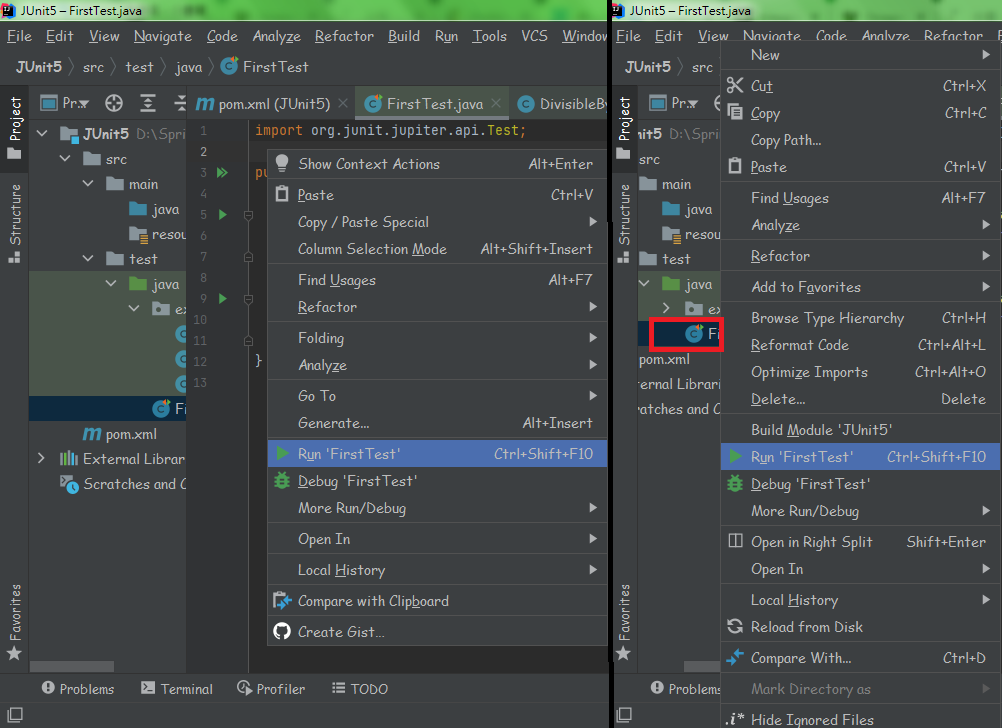 JUnit5 – FirstTest.java
File Edit View Navigate Code Analyze Refactor Build Run Tools VCS Window
JUnit5 〉 src 〉 test 〉 java 〉 FirstTest
Project
Pr...
pom.xml (JUnit5) ×
FirstTest.java ×
DivisibleBy
JUnit5 D:\Spri
src
main
java
resou
test
java
ex
Fi
pom.xml
External Librar
Scratches and C
Structure
Favorites
1 import org.junit.jupiter.api.Test;
2
3 pu
4
5
6
7
8
9
10
11
12 }
13
Show Context Actions Alt+Enter
Paste Ctrl+V
Copy / Paste Special
Column Selection Mode Alt+Shift+Insert
Find Usages Alt+F7
Refactor
Folding
Analyze
Go To
Generate... Alt+Insert
Run 'FirstTest' Ctrl+Shift+F10
Debug 'FirstTest'
More Run/Debug
Open In
Local History
Compare with Clipboard
Create Gist...
Problems Terminal Profiler TODO
JUnit5 – FirstTest.java
File Edit View Navigate Code Analyze Refactor
JUnit5 〉 src
Project
Pr...
nit5 D:\Spri
src
main
java
resou
test
java
ex
Fi
pom.xml
ernal Librar
ratches and C
Structure
Favorites
New
Cut Ctrl+X
Copy Ctrl+C
Copy Path...
Paste Ctrl+V
Find Usages Alt+F7
Analyze
Refactor
Add to Favorites
Browse Type Hierarchy Ctrl+H
Reformat Code Ctrl+Alt+L
Optimize Imports Ctrl+Alt+O
Delete... Delete
Build Module 'JUnit5'
Run 'FirstTest' Ctrl+Shift+F10
Debug 'FirstTest'
More Run/Debug
Open in Right Split Shift+Enter
Open In
Local History
Reload from Disk
Compare With... Ctrl+D
Mark Directory as
.i* Hide Ignored Files
Problems